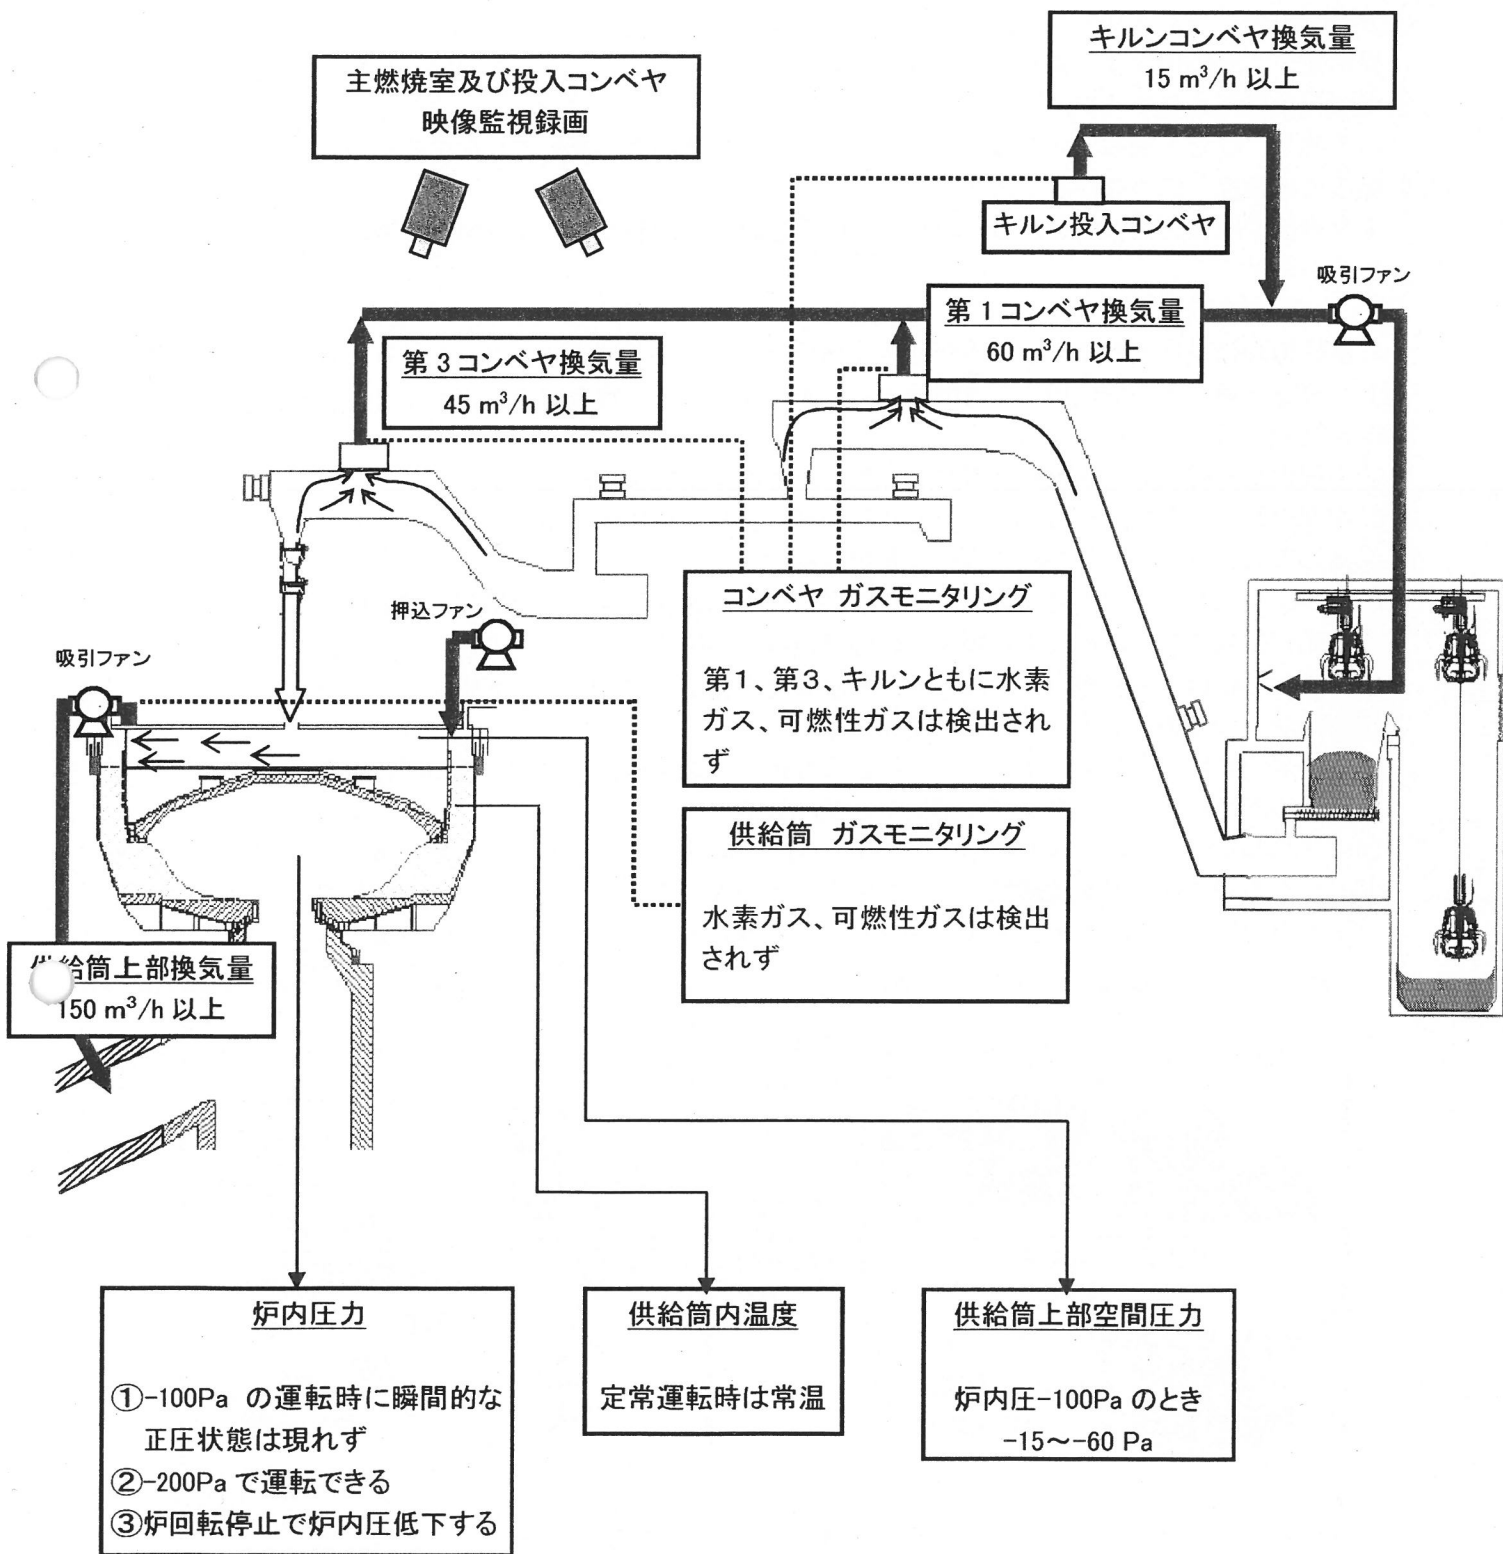 キルンコンベヤ換気量
15 m³/h 以上
主燃焼室及び投入コンベヤ
映像監視録画
キルン投入コンベヤ
吸引ファン
第1コンベヤ換気量
60 m³/h 以上
第3コンベヤ換気量
45 m³/h 以上
コンベヤ ガスモニタリング
第1、第3、キルンともに水素
ガス、可燃性ガスは検出され
ず
押込ファン
吸引ファン
供給筒 ガスモニタリング
水素ガス、可燃性ガスは検出
されず
供給筒上部換気量
150 m³/h 以上
炉内圧力
①-100Pa の運転時に瞬間的な
正圧状態は現れず
②-200Pa で運転できる
③炉回転停止で炉内圧低下する
供給筒内温度
定常運転時は常温
供給筒上部空間圧力
炉内圧-100Pa のとき
-15～-60 Pa